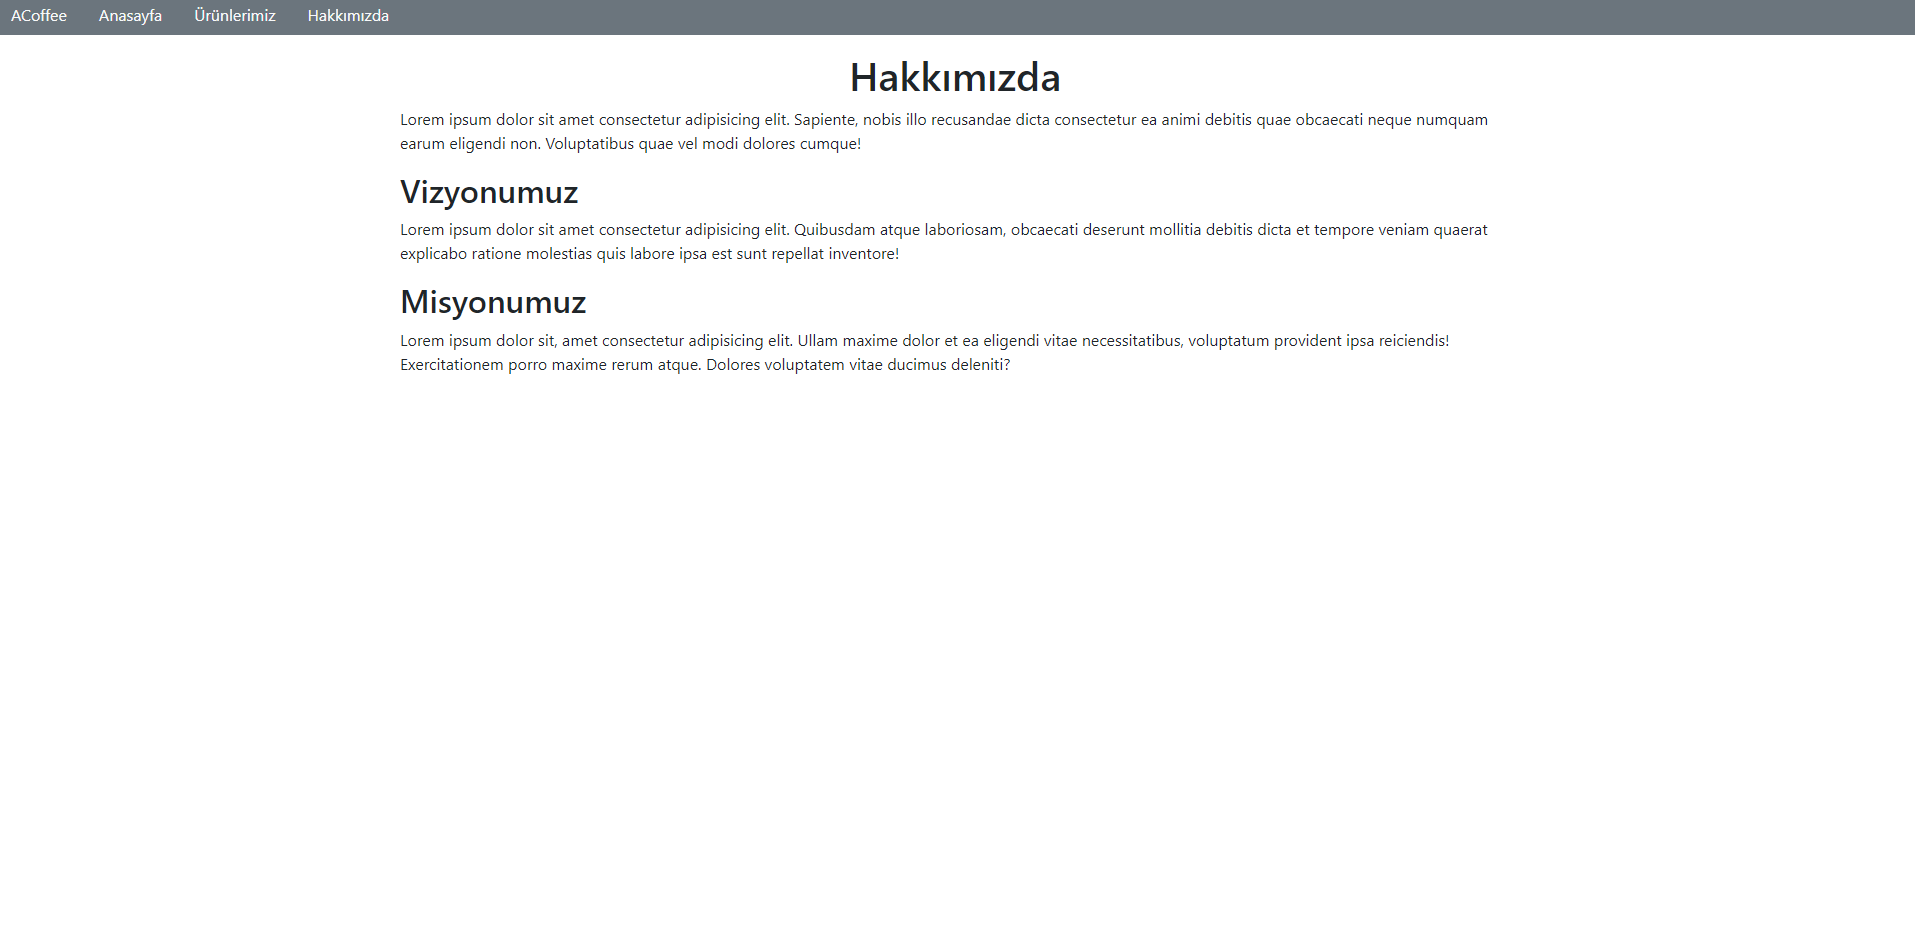 ACoffee Anasayfa Ürünlerimiz Hakkımızda
Hakkımızda
Lorem ipsum dolor sit amet consectetur adipisicing elit. Sapiente, nobis illo recusandae dicta consectetur ea animi debitis quae obcaecati neque numquam
earum eligendi non. Voluptatibus quae vel modi dolores cumque!
Vizyonumuz
Lorem ipsum dolor sit amet consectetur adipisicing elit. Quibusdam atque laboriosam, obcaecati deserunt mollitia debitis dicta et tempore veniam quaerat
explicabo ratione molestias quis labore ipsa est sunt repellat inventore!
Misyonumuz
Lorem ipsum dolor sit, amet consectetur adipisicing elit. Ullam maxime dolor et ea eligendi vitae necessitatibus, voluptatum provident ipsa reiciendis!
Exercitationem porro maxime rerum atque. Dolores voluptatem vitae ducimus deleniti?